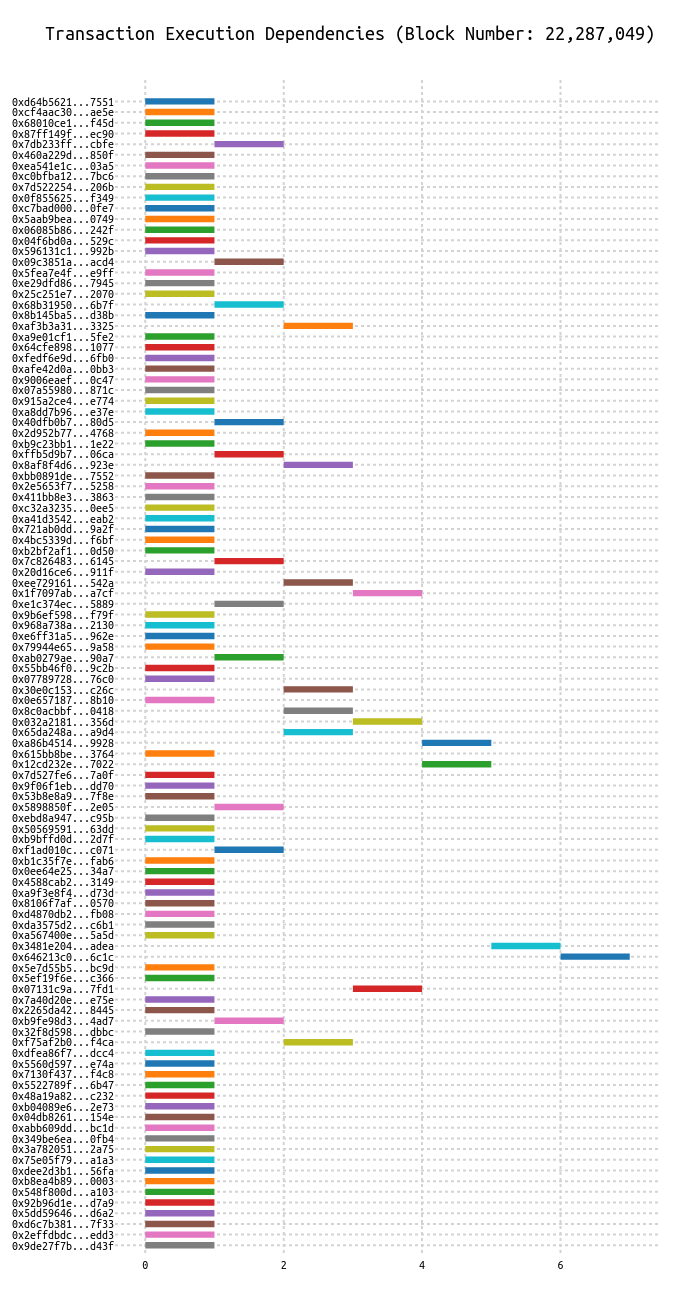 Transaction Execution Dependencies (Block Number: 22,287,049)
0xd64b5621...7551
0xcf4aac30...ae5e
0x68010ce1...f45d
0x87ff149f...ec90
0x7db233ff...cbfe
0x460a229d...850f
0xea541e1c...03a5
0xc0bfba12...7bc6
0x7d522254...206b
0x0f855625...f349
0xc7bad000...0fe7
0x5aab9bea...0749
0x06085b86...242f
0x04f6bd0a...529c
0x596131c1...992b
0x09c3851a...acd4
0x5fea7e4f...e9ff
0xe29dfd86...7945
0x25c251e7...2070
0x68b31950...6b7f
0x8b145ba5...d38b
0xaf3b3a31...3325
0xa9e01cf1...5fe2
0x64cfe898...1077
0xfedf6e9d...6fb0
0xafe42d0a...0bb3
0x9006eaef...0c47
0x07a55980...871c
0x915a2ce4...e774
0xa8dd7b96...e37e
0x40dfb0b7...80d5
0x2d952b77...4768
0xb9c23bb1...1e22
0xffb5d9b7...06ca
0x8af8f4d6...923e
0xbb0891de...7552
0x2e5653f7...5258
0x411bb8e3...3863
0xc32a3235...0ee5
0xa41d3542...eab2
0x721ab0dd...9a2f
0x4bc5339d...f6bf
0xb2bf2af1...0d50
0x7c826483...6145
0x20d16ce6...911f
0xee729161...542a
0x1f7097ab...a7cf
0xe1c374ec...5889
0x9b6ef598...f79f
0x968a738a...2130
0xe6ff31a5...962e
0x79944e65...9a58
0xab0279ae...90a7
0x55bb46f0...9c2b
0x07789728...76c0
0x30e0c153...c26c
0x0e657187...8b10
0x8c0acbbf...0418
0x032a2181...356d
0x65da248a...a9d4
0xa86b4514...9928
0x615bb8be...3764
0x12cd232e...7022
0x7d527fe6...7a0f
0x9f06f1eb...dd70
0x53b8e8a9...7f8e
0x5898850f...2e05
0xebd8a947...c95b
0x50569591...63dd
0xb9bffd0d...2d7f
0xf1ad010c...c071
0xb1c35f7e...fab6
0x0ee64e25...34a7
0x4588cab2...3149
0xa9f3e8f4...d73d
0x8106f7af...0570
0xd4870db2...fb08
0xda3575d2...c6b1
0xa567400e...5a5d
0x3481e204...adea
0x646213c0...6c1c
0x5e7d55b5...bc9d
0x5ef19f6e...c366
0x07131c9a...7fd1
0x7a40d20e...e75e
0x2265da42...8445
0xb9fe98d3...4ad7
0x32f8d598...dbbc
0xf75af2b0...f4ca
0xdfea86f7...dcc4
0x5560d597...e74a
0x7130f437...f4c8
0x5522789f...6b47
0x48a19a82...c232
0xb04089e6...2e73
0x04db8261...154e
0xabb609dd...bc1d
0x349be6ea...0fb4
0x3a782051...2a75
0x75e05f79...a1a3
0xdee2d3b1...56fa
0xb8ea4b89...0003
0x548f800d...a103
0x92b96d1e...d7a9
0x5dd59646...d6a2
0xd6c7b381...7f33
0x2effdbdc...edd3
0x9de27f7b...d43f
0 2 4 6